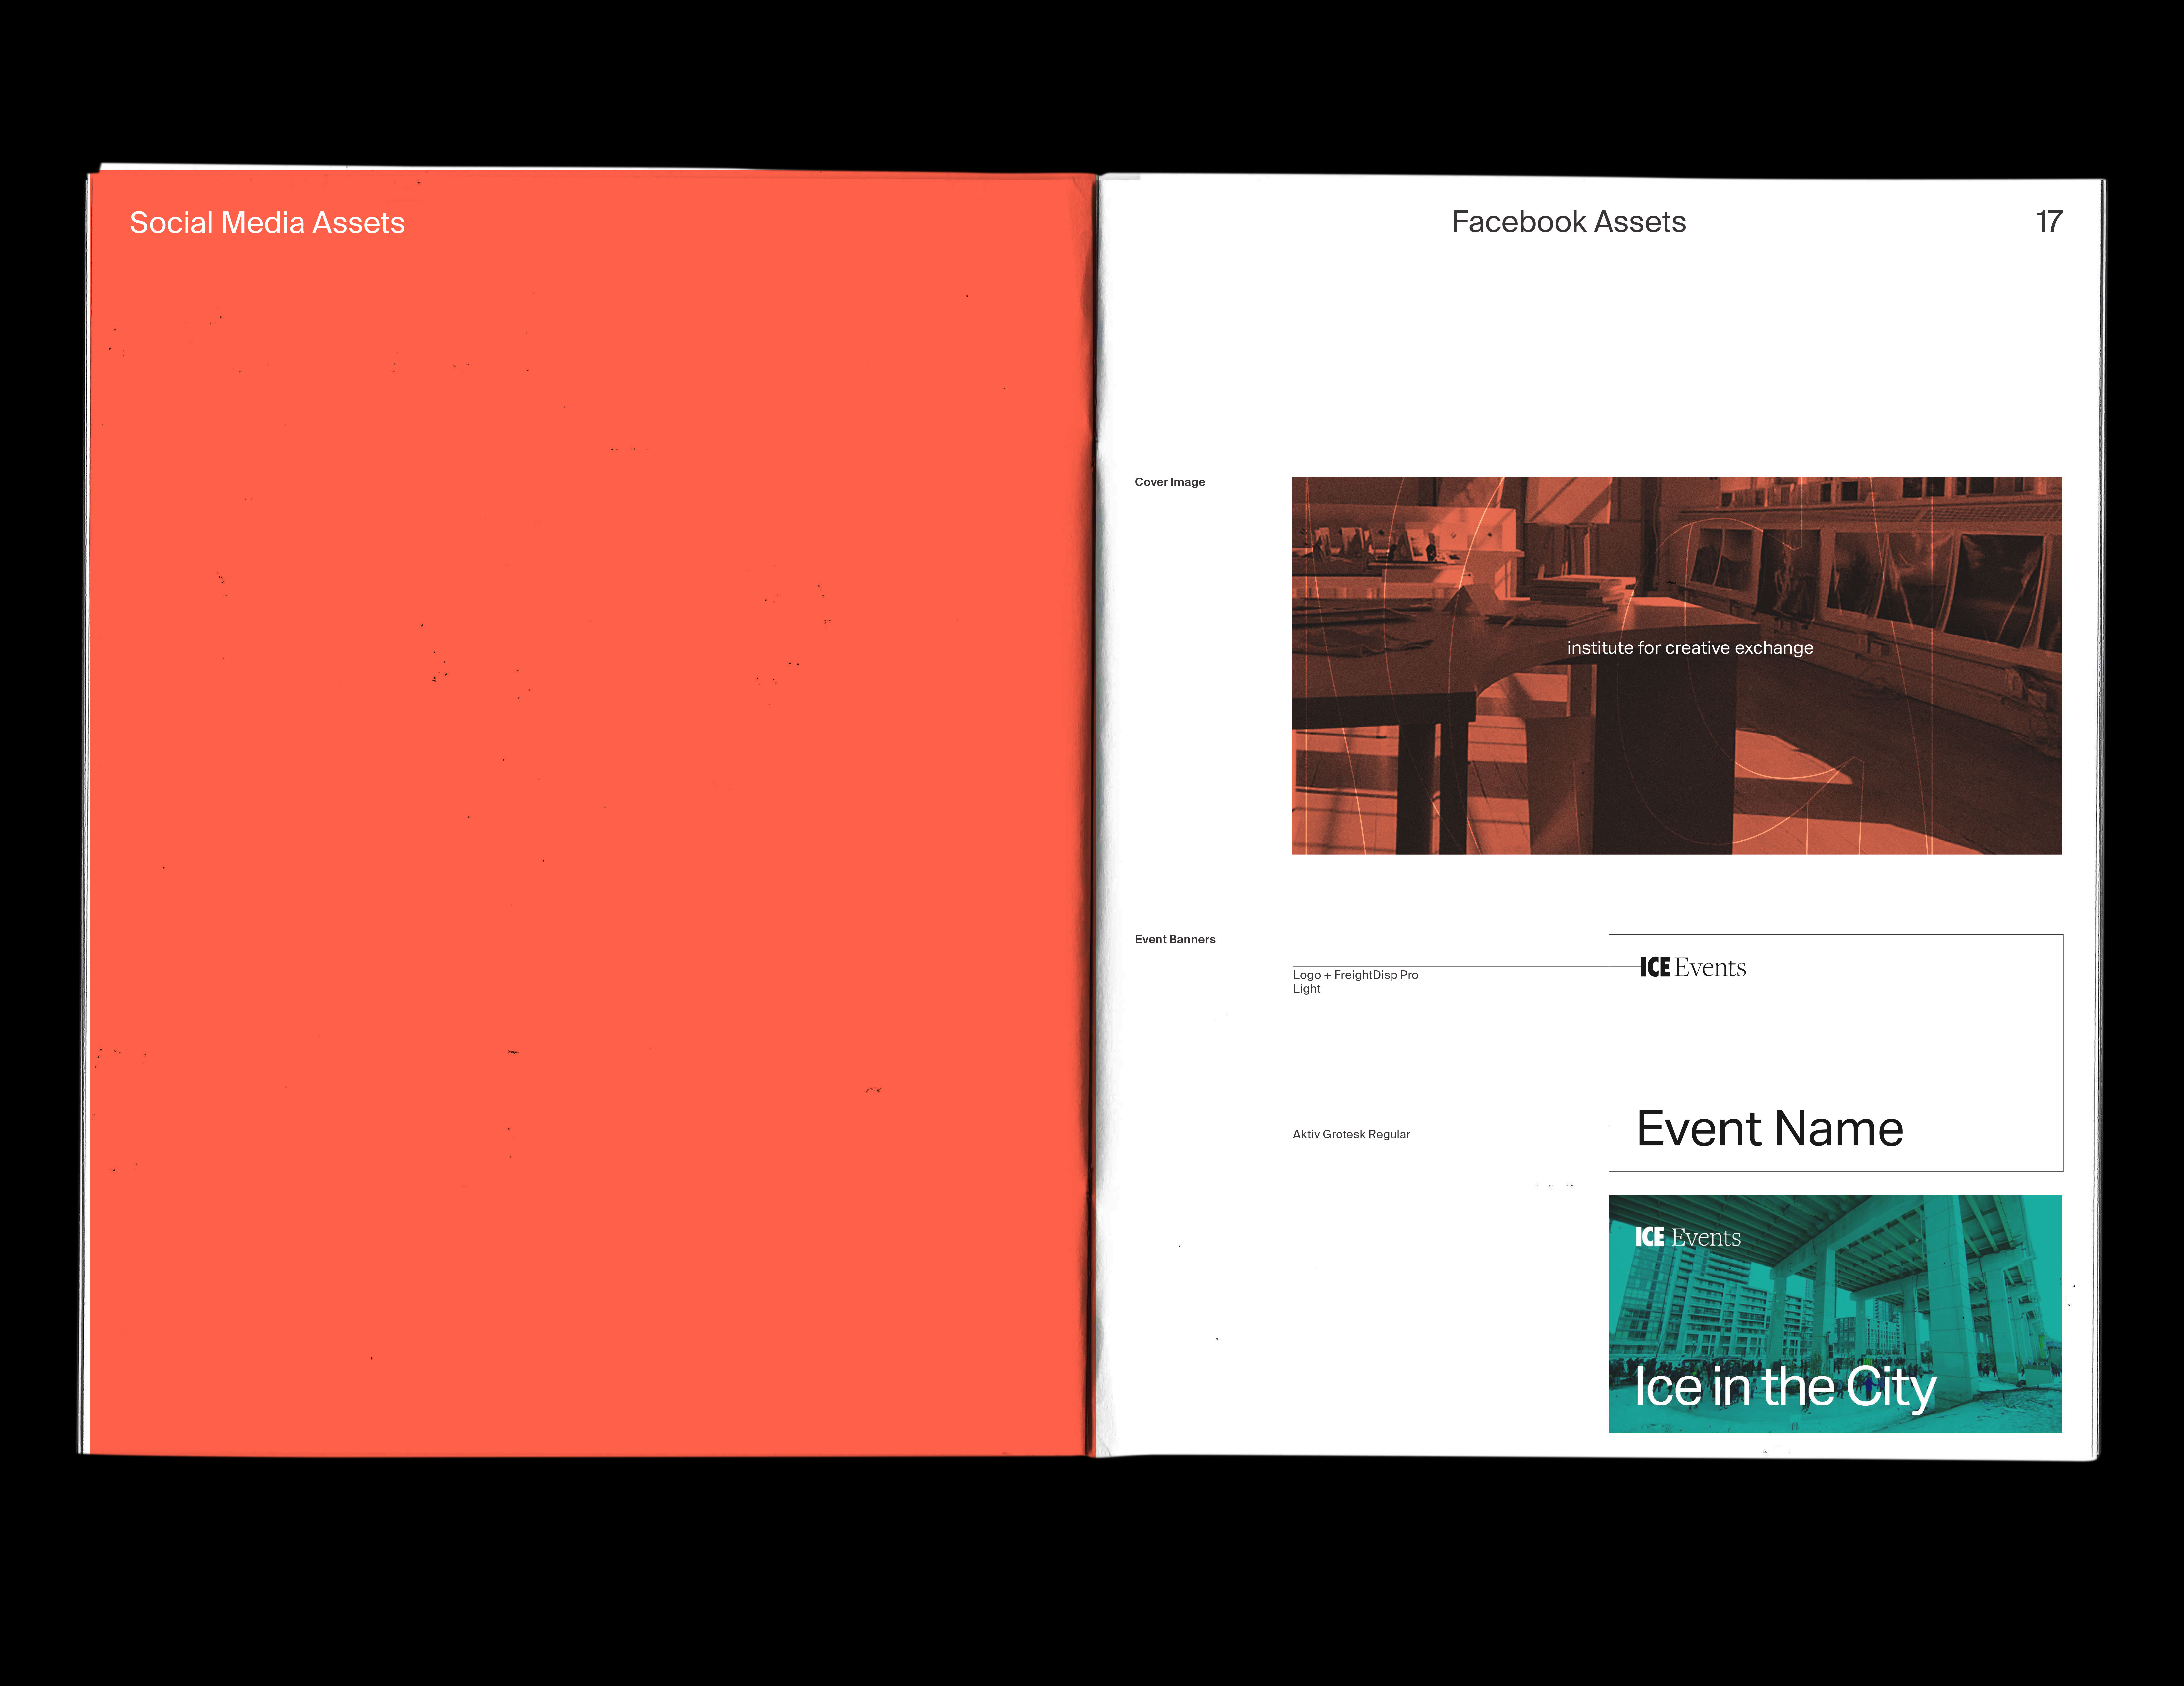 Social Media Assets
Facebook Assets
17
Cover Image
institute for creative exchange
Event Banners
Logo + FreightDisp Pro
Light
ICE Events
Aktiv Grotesk Regular
Event Name
ICE Events
Ice in the City